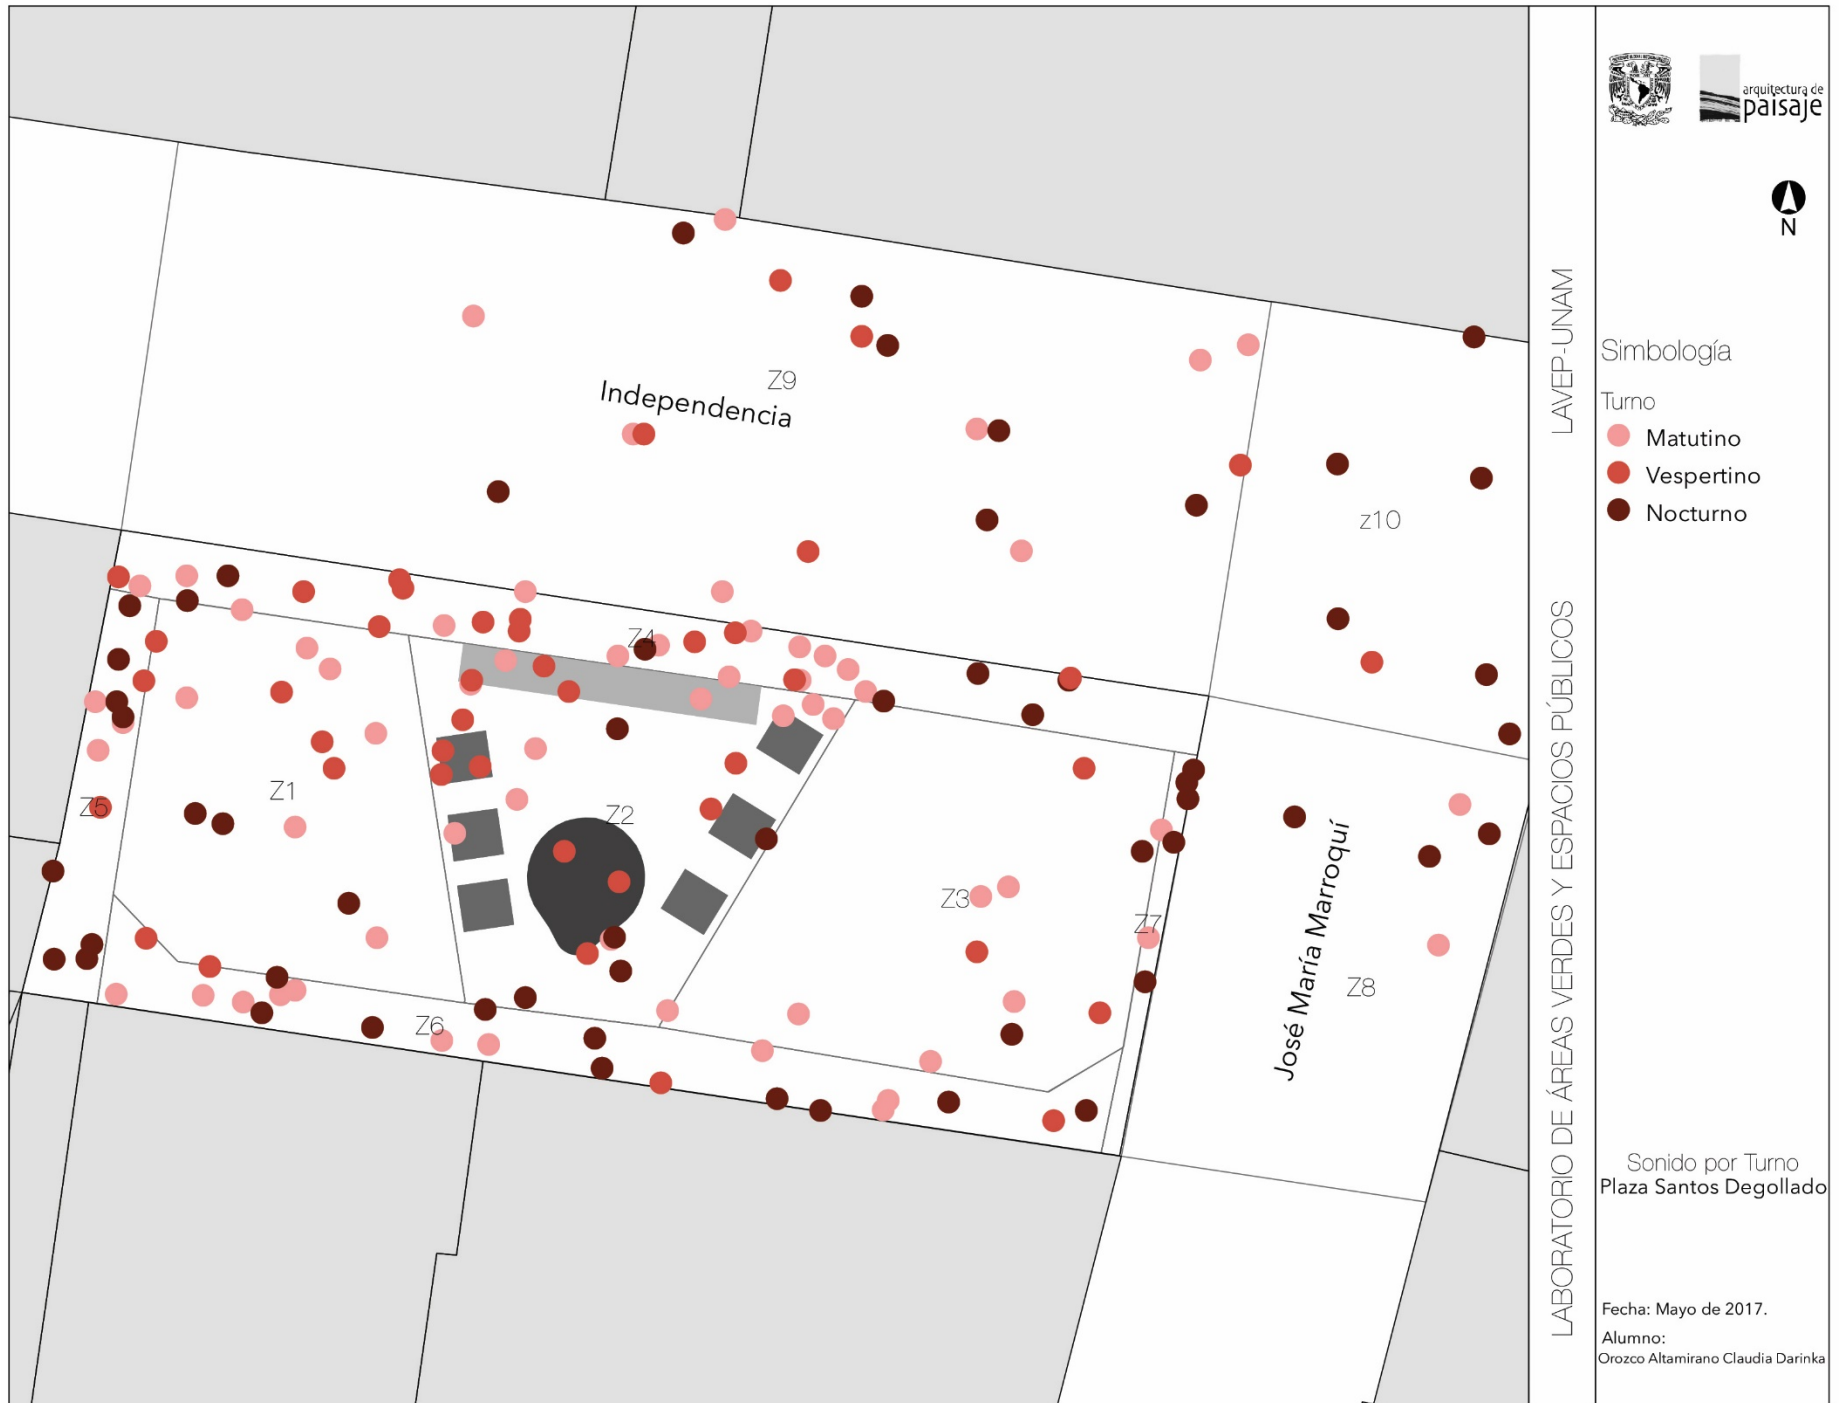 Z9
Independencia
z10
Z4
Z1
Z5
Z2
Z3
Z7
Z6
Z8
José María Marroquí
LAVEP-UNAM
LABORATORIO DE ÁREAS VERDES Y ESPACIOS PÚBLICOS
arquitectura de
paisaje
N
Simbología
Turno
Matutino
Vespertino
Nocturno
Sonido por Turno
Plaza Santos Degollado
Fecha: Mayo de 2017.
Alumno:
Orozco Altamirano Claudia Darinka